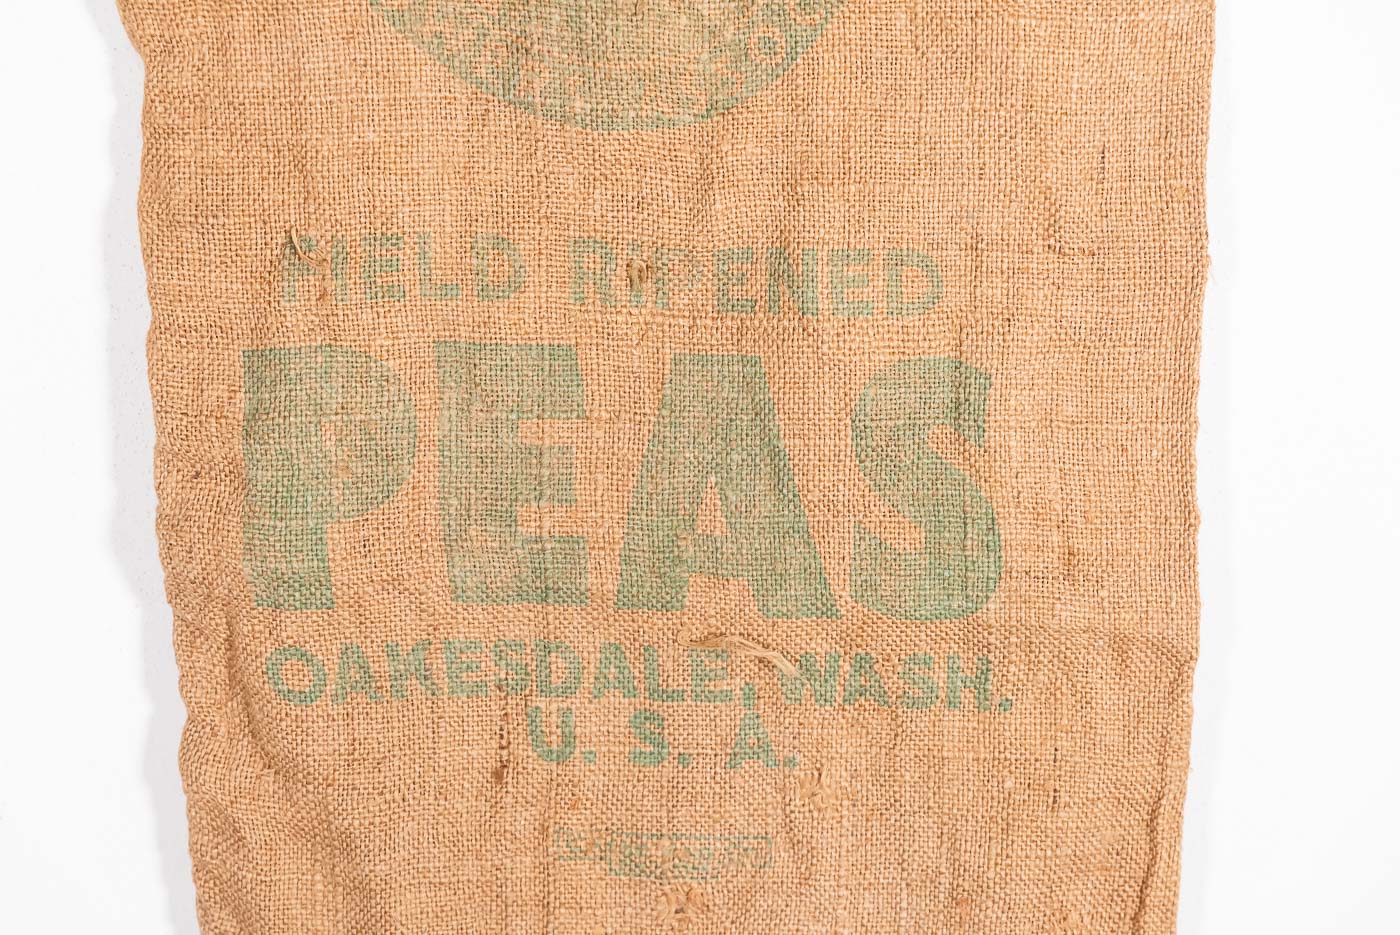 FIELD RIPENED
PEAS
OAKESDALE, WASH.
U. S. A.